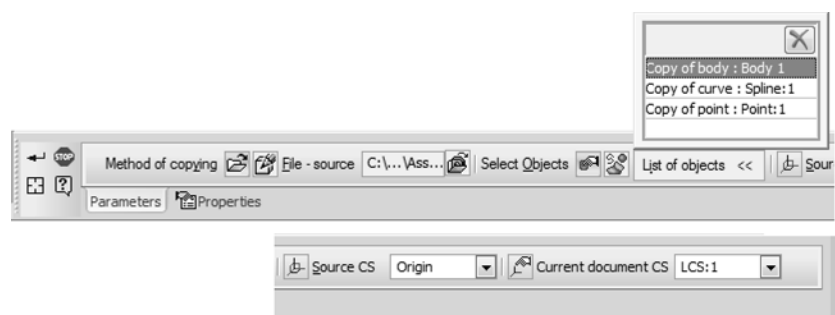 Copy of body : Body 1
Copy of curve : Spline:1
Copy of point : Point:1
STOP
Method of copying File - source C:\...\Ass... Select Objects List of objects << Sour
Parameters Properties
Source CS Origin Current document CS LCS:1